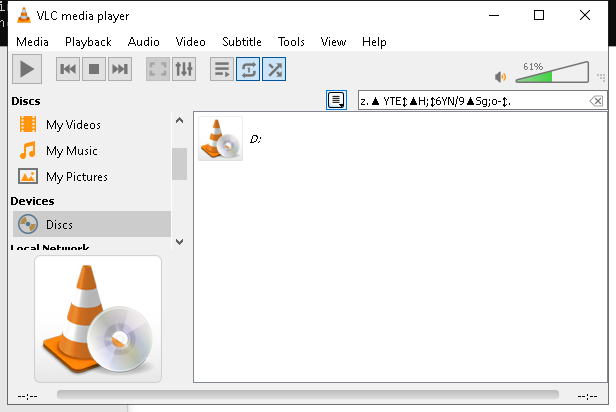 VLC media player
Media Playback Audio Video Subtitle Tools View Help
61%
Discs
z.▲ YTE↨▲H;↨6YN/9▲Sg;o-↨.
My Videos
My Music
My Pictures
Devices
Discs
Local Network
D:
--:-- --:--